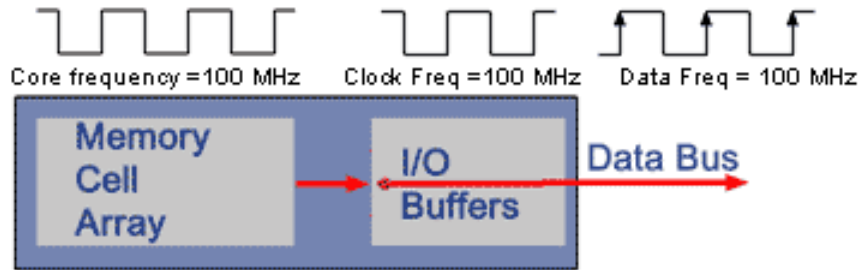 Core frequency =100 MHz
Clock Freq =100 MHz
Data Freq = 100 MHz
Memory
Cell
Array
I/O
Buffers
Data Bus